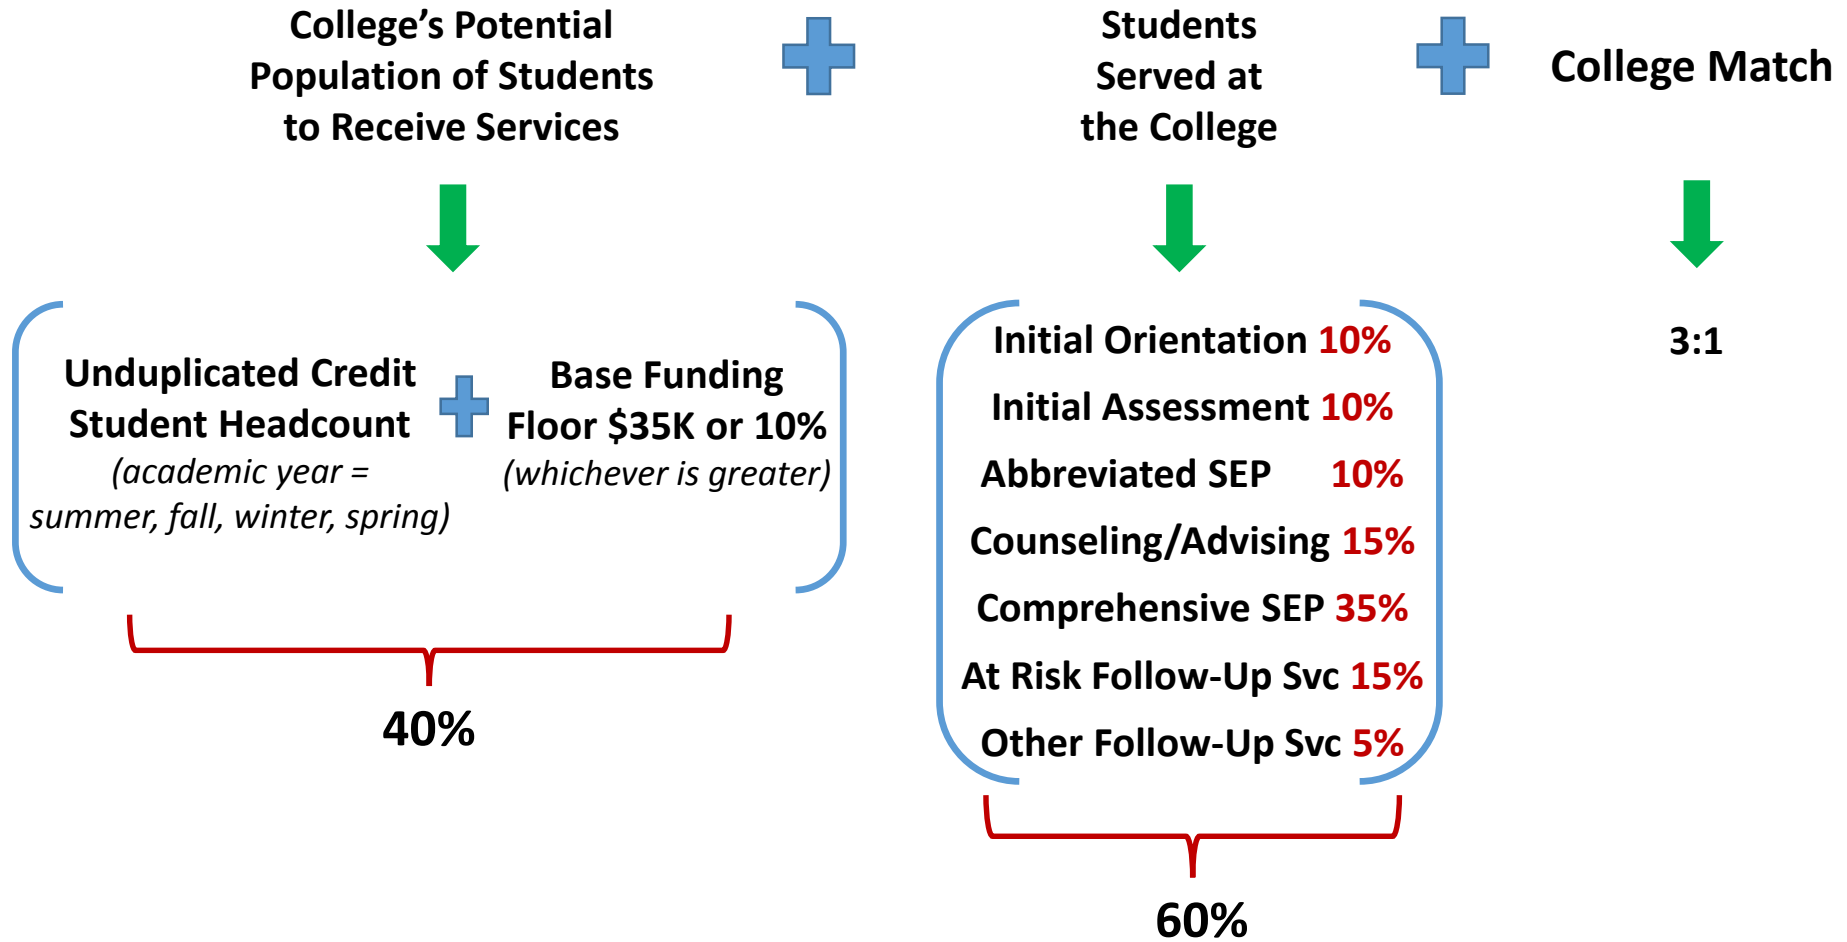 College’s Potential
Population of Students
to Receive Services
Students
Served at
the College
College Match
Unduplicated Credit
Student Headcount
(academic year =
summer, fall, winter, spring)
Base Funding
Floor $35K or 10%
(whichever is greater)
40%
Initial Orientation 10%
Initial Assessment 10%
Abbreviated SEP 10%
Counseling/Advising 15%
Comprehensive SEP 35%
At Risk Follow-Up Svc 15%
Other Follow-Up Svc 5%
60%
3:1